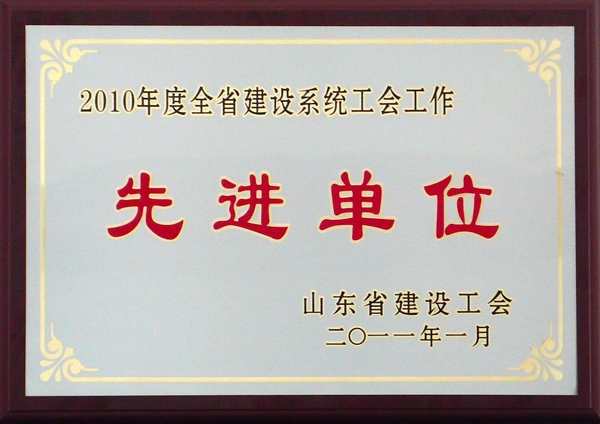 2010年度全省建设系统工会工作
先进单位
山东省建设工会
二〇一一年一月